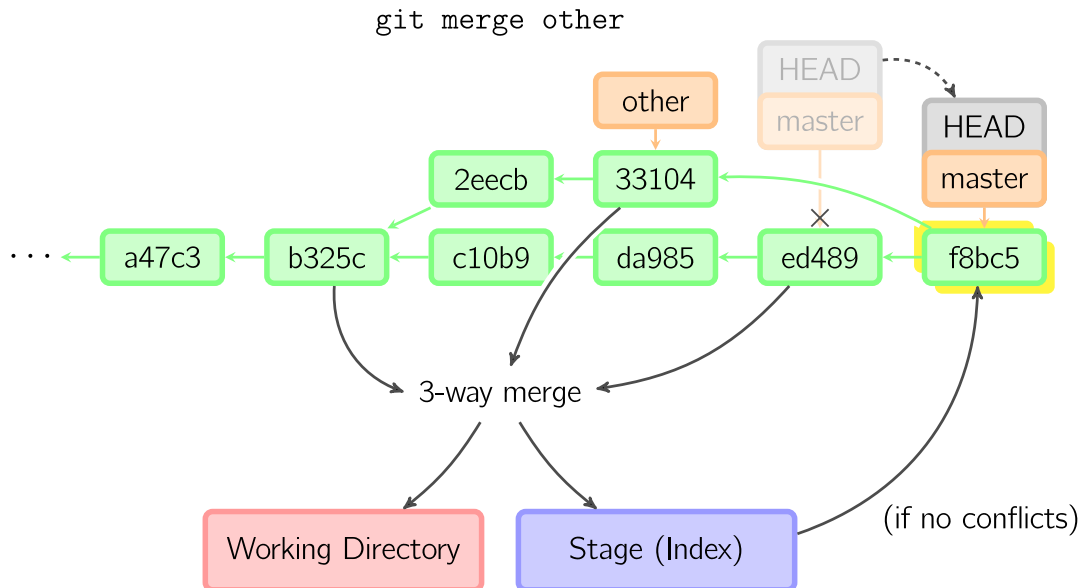 git merge other
HEAD
master
other
HEAD
master
2eecb
33104
...
a47c3
b325c
c10b9
da985
ed489
f8bc5
3-way merge
(if no conflicts)
Working Directory
Stage (Index)